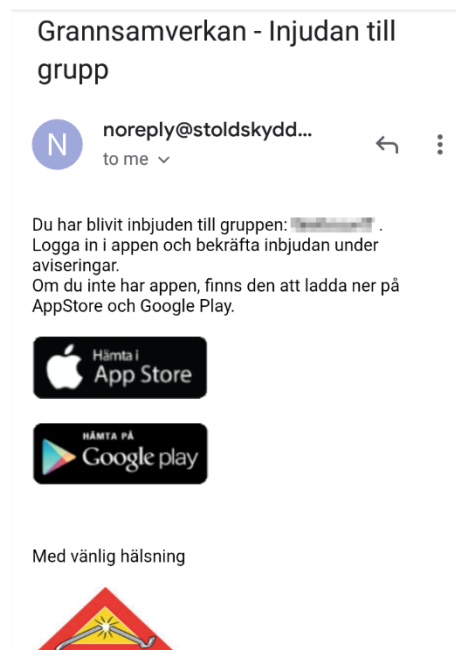 Grannsamverkan - Injudan till
grupp
N
noreply@stoldskydd...
to me
Du har blivit inbjuden till gruppen: .
Logga in i appen och bekräfta inbjudan under
aviseringar.
Om du inte har appen, finns den att ladda ner på
AppStore och Google Play.
Hämta i
App Store
HÄMTA PÅ
Google play
Med vänlig hälsning